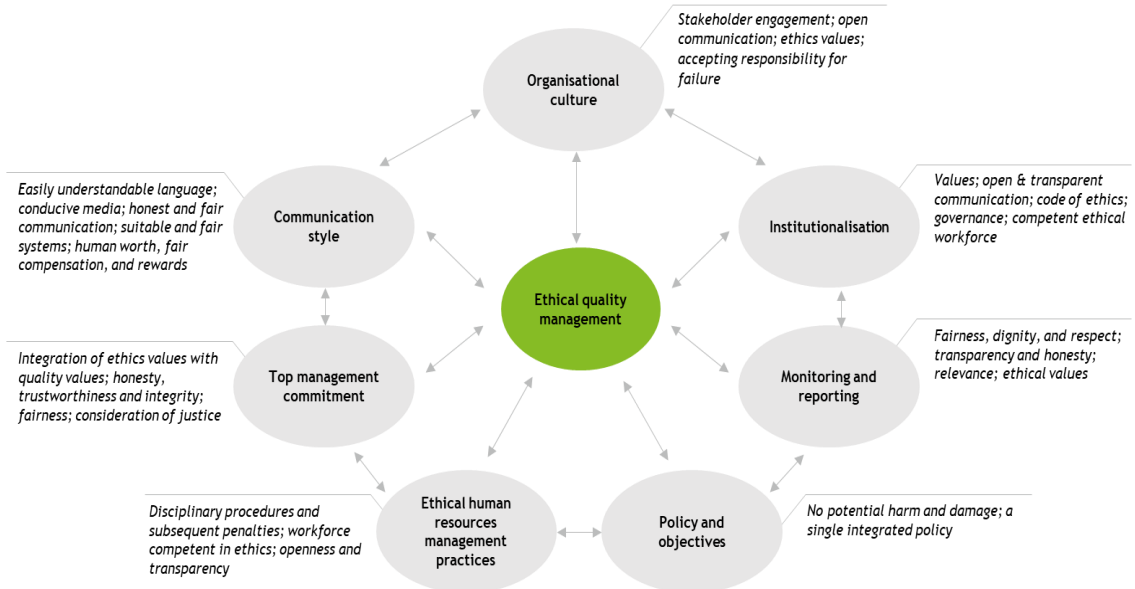 Stakeholder engagement; open
communication; ethics values;
accepting responsibility for
failure
Organisational
culture
Easily understandable language;
conducive media; honest and fair
communication; suitable and fair
systems; human worth, fair
compensation, and rewards
Communication
style
Values; open & transparent
communication; code of ethics;
governance; competent ethical
workforce
Institutionalisation
Ethical quality
management
Integration of ethics values with
quality values; honesty,
trustworthiness and integrity;
fairness; consideration of justice
Top management
commitment
Fairness, dignity, and respect;
transparency and honesty;
relevance; ethical values
Monitoring and
reporting
Disciplinary procedures and
subsequent penalties; workforce
competent in ethics; openness and
transparency
Ethical human
resources
management
practices
Policy and
objectives
No potential harm and damage; a
single integrated policy